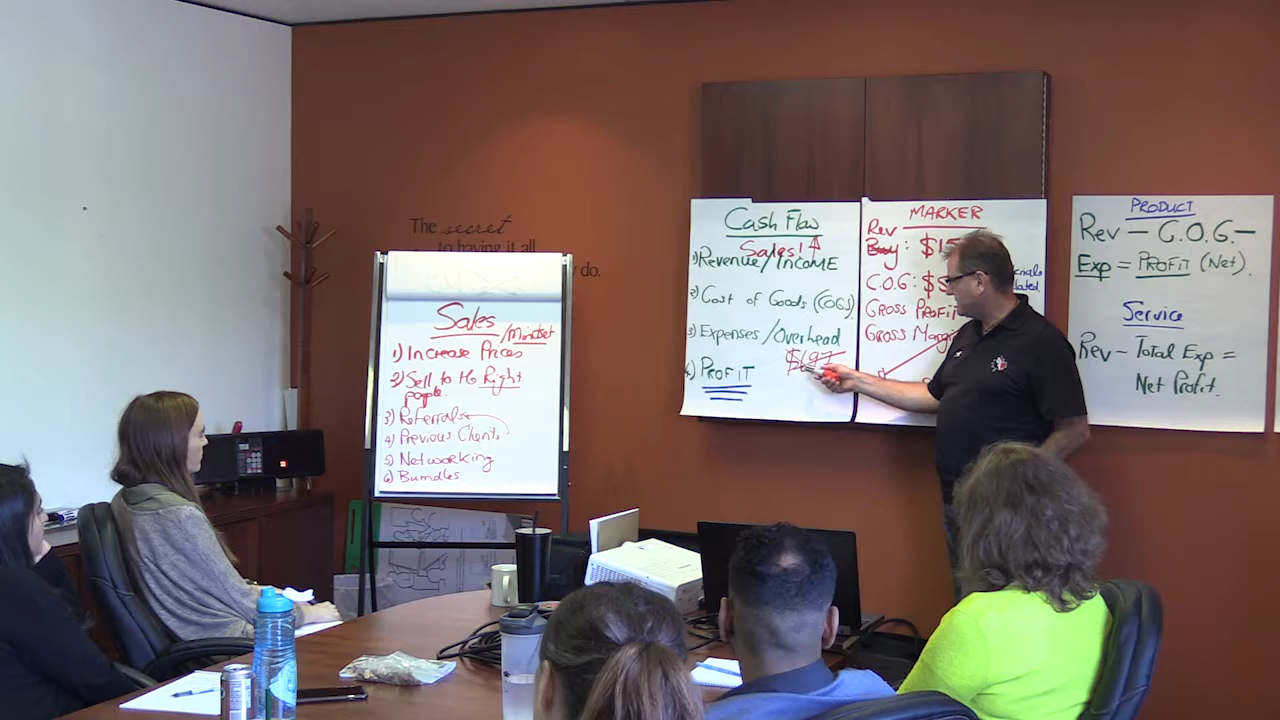 The secret
to having it all
do.
Sales
/Mindset
1) Increase Prices
2) Sell to the Right
people.
3) Referrals
4) Previous Clients
5) Networking
6) Bundles
Cash Flow
Sales!
1) Revenue/Income
2) Cost of Goods (COGS)
3) Expenses/Overhead
4) PROFIT
MARKER
Rev
Buy: $15
C.O.G: $5
GROSS PROFIT
GROSS Margin
PRODUCT
Rev - C.O.G. -
Exp = PROFIT (Net).
Service
Rev - Total Exp =
Net Profit.